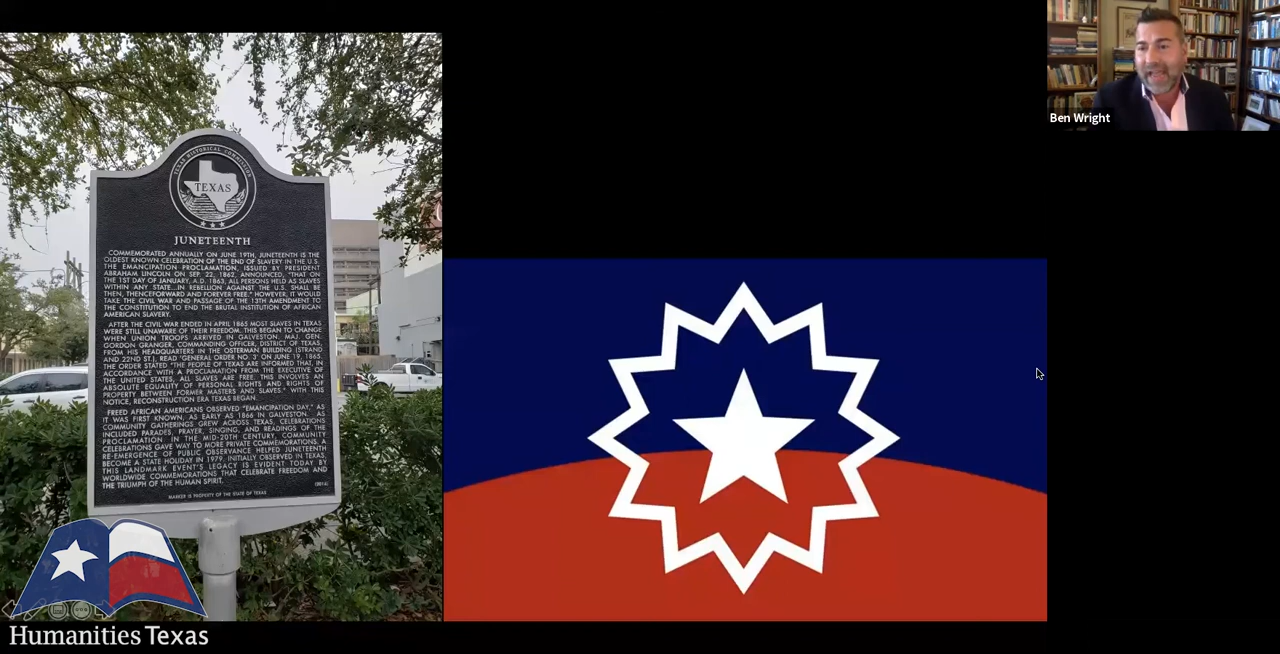 TEXAS HISTORICAL COMMISSION
TEXAS
JUNETEENTH
COMMEMORATED ANNUALLY ON JUNE 19TH, JUNETEENTH IS THE
OLDEST KNOWN CELEBRATION OF THE END OF SLAVERY IN THE U.S.
THE EMANCIPATION PROCLAMATION, ISSUED BY PRESIDENT
ABRAHAM LINCOLN ON SEP. 22, 1862, ANNOUNCED, "THAT ON
THE 1ST DAY OF JANUARY, A.D. 1863, ALL PERSONS HELD AS SLAVES
WITHIN ANY STATE...IN REBELLION AGAINST THE U.S. SHALL BE
THEN, THENCEFORWARD AND FOREVER FREE." HOWEVER, IT WOULD
TAKE THE CIVIL WAR AND PASSAGE OF THE 13TH AMENDMENT TO
THE CONSTITUTION TO END THE BRUTAL INSTITUTION OF AFRICAN
AMERICAN SLAVERY.
AFTER THE CIVIL WAR ENDED IN APRIL 1865 MOST SLAVES IN TEXAS
WERE STILL UNAWARE OF THEIR FREEDOM. THIS BEGAN TO CHANGE
WHEN UNION TROOPS ARRIVED IN GALVESTON. MAJ. GEN.
GORDON GRANGER, COMMANDING OFFICER, DISTRICT OF TEXAS,
FROM HIS HEADQUARTERS IN THE OSTERMAN BUILDING (STRAND
AND 22ND ST.), READ 'GENERAL ORDER NO. 3' ON JUNE 19, 1865.
THE ORDER STATED "THE PEOPLE OF TEXAS ARE INFORMED THAT, IN
ACCORDANCE WITH A PROCLAMATION FROM THE EXECUTIVE OF
THE UNITED STATES, ALL SLAVES ARE FREE. THIS INVOLVES AN
ABSOLUTE EQUALITY OF PERSONAL RIGHTS AND RIGHTS OF
PROPERTY BETWEEN FORMER MASTERS AND SLAVES." WITH THIS
NOTICE, RECONSTRUCTION ERA TEXAS BEGAN.
FREED AFRICAN AMERICANS OBSERVED "EMANCIPATION DAY," AS
IT WAS FIRST KNOWN, AS EARLY AS 1866 IN GALVESTON. AS
COMMUNITY GATHERINGS GREW ACROSS TEXAS, CELEBRATIONS
INCLUDED PARADES, PRAYER, SINGING, AND READINGS OF THE
PROCLAMATION. IN THE MID-20TH CENTURY, COMMUNITY
CELEBRATIONS GAVE WAY TO MORE PRIVATE COMMEMORATIONS. A
RE-EMERGENCE OF PUBLIC OBSERVANCE HELPED JUNETEENTH
BECOME A STATE HOLIDAY IN 1979. INITIALLY OBSERVED IN TEXAS,
THIS LANDMARK EVENT'S LEGACY IS EVIDENT TODAY BY
WORLDWIDE COMMEMORATIONS THAT CELEBRATE FREEDOM AND
THE TRIUMPH OF THE HUMAN SPIRIT.
(2014)
MARKER IS PROPERTY OF THE STATE OF TEXAS
Humanities Texas
Ben Wright